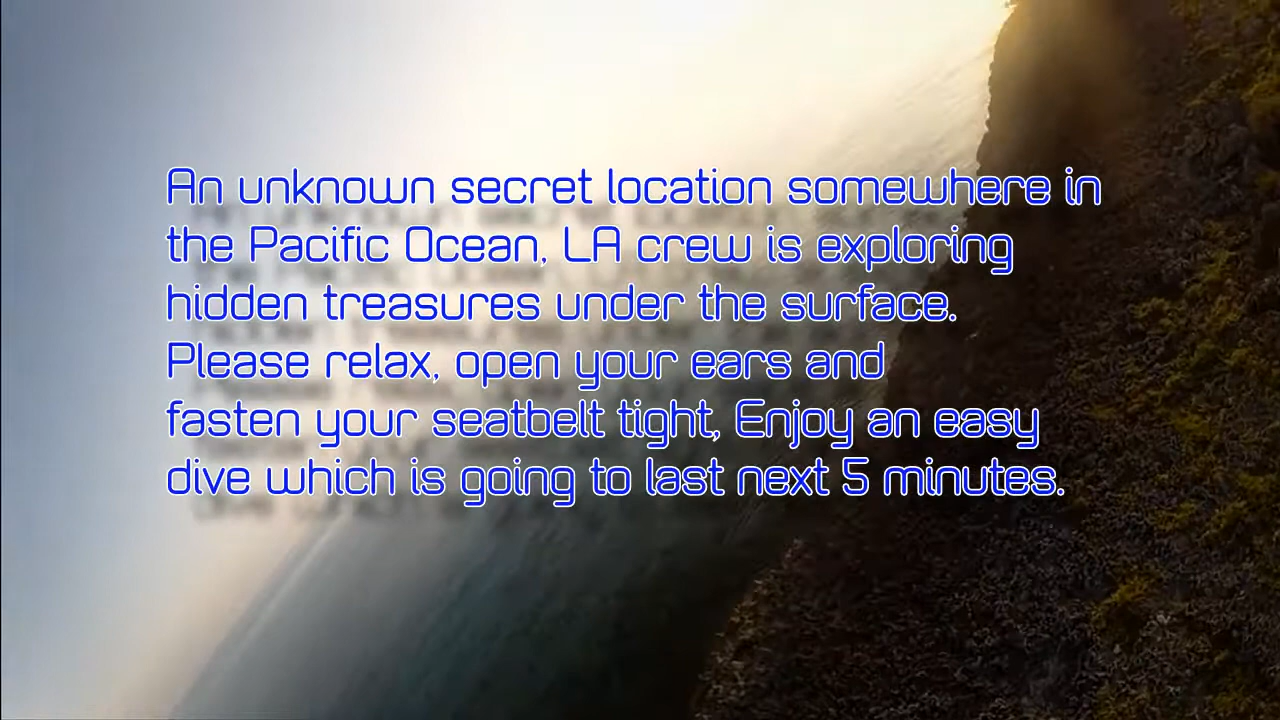 An unknown secret location somewhere in
the Pacific Ocean, LA crew is exploring
hidden treasures under the surface.
Please relax, open your ears and
fasten your seatbelt tight, Enjoy an easy
dive which is going to last next 5 minutes.